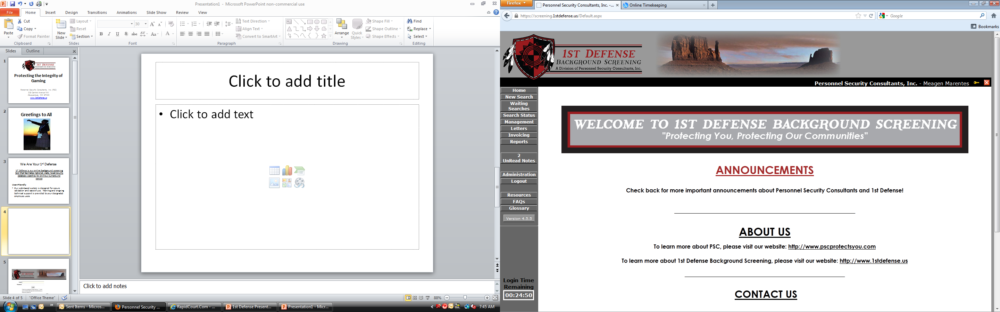 Presentation1 - Microsoft PowerPoint non-commercial use
File Home Insert Design Transitions Animations Slide Show Review View
Paste
Cut
Copy
Format Painter
Clipboard
New Slide
Layout
Reset
Section
Slides
30
B I U S abc AV Aa A
Font
Text Direction
Align Text
Convert to SmartArt
Paragraph
Arrange
Quick Styles
Shape Fill
Shape Outline
Shape Effects
Drawing
Find
Replace
Select
Editing
Slides Outline
1
1ST DEFENSE
BACKGROUND SCREENING
Protecting the Integrity of
Gaming
Personnel Security Consultants, Inc. (PSC)
Albuquerque, NM
www.1stDefense.us
2
Greetings to All
3
We Are Your 1st Defense
1st Defense is our online background screening
tool that facilitates national, state, local/county
database searches for 24-hour turnaround
service
User-Friendly
• Our web-based system is designed for secure
validation and ease-of-use. Training and ongoing
technical support is provided to your designated
employee users
4
5
Click to add title
• Click to add text
Click to add notes
Slide 4 of 5 "Office Theme" 88%
Sent Items - Micros...
Personnel Security ...
RapidCourt.Com - ...
1st Defense Present...
Presentation1 - Micr...
7:45 AM
Firefox
Personnel Security Consultants, Inc. -...
Online Timekeeping
https://screening.1stdefense.us/Default.aspx
Google
Bookmarks
1ST DEFENSE
BACKGROUND SCREENING
A Division of Personnel Security Consultants, Inc.
Personnel Security Consultants, Inc. - Meagen Marentes
Home
New Search
Waiting
Searches
Search Status
Management
Letters
Invoicing
Reports
2
UnRead Notes
Administration
Logout
Resources
FAQs
Glossary
Version 4.5.5
Login Time
Remaining
00:24:50
WELCOME TO 1ST DEFENSE BACKGROUND SCREENING
"Protecting You, Protecting Our Communities"
ANNOUNCEMENTS
Check back for more important announcements about Personnel Security Consultants and 1st Defense!
ABOUT US
To learn more about PSC, please visit our website: http://www.pscprotectsyou.com
To learn more about 1st Defense Background Screening, please visit our website: http://www.1stdefense.us
CONTACT US